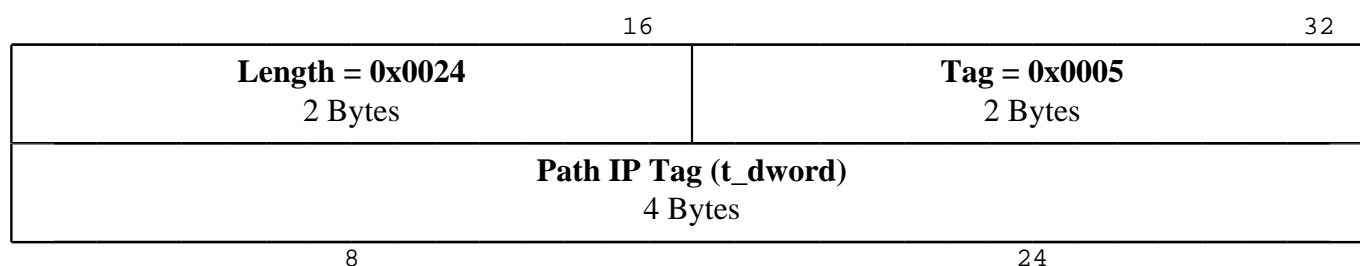 16 32
Length = 0x0024 Tag = 0x0005
2 Bytes 2 Bytes
Path IP Tag (t_dword)
4 Bytes
8 24